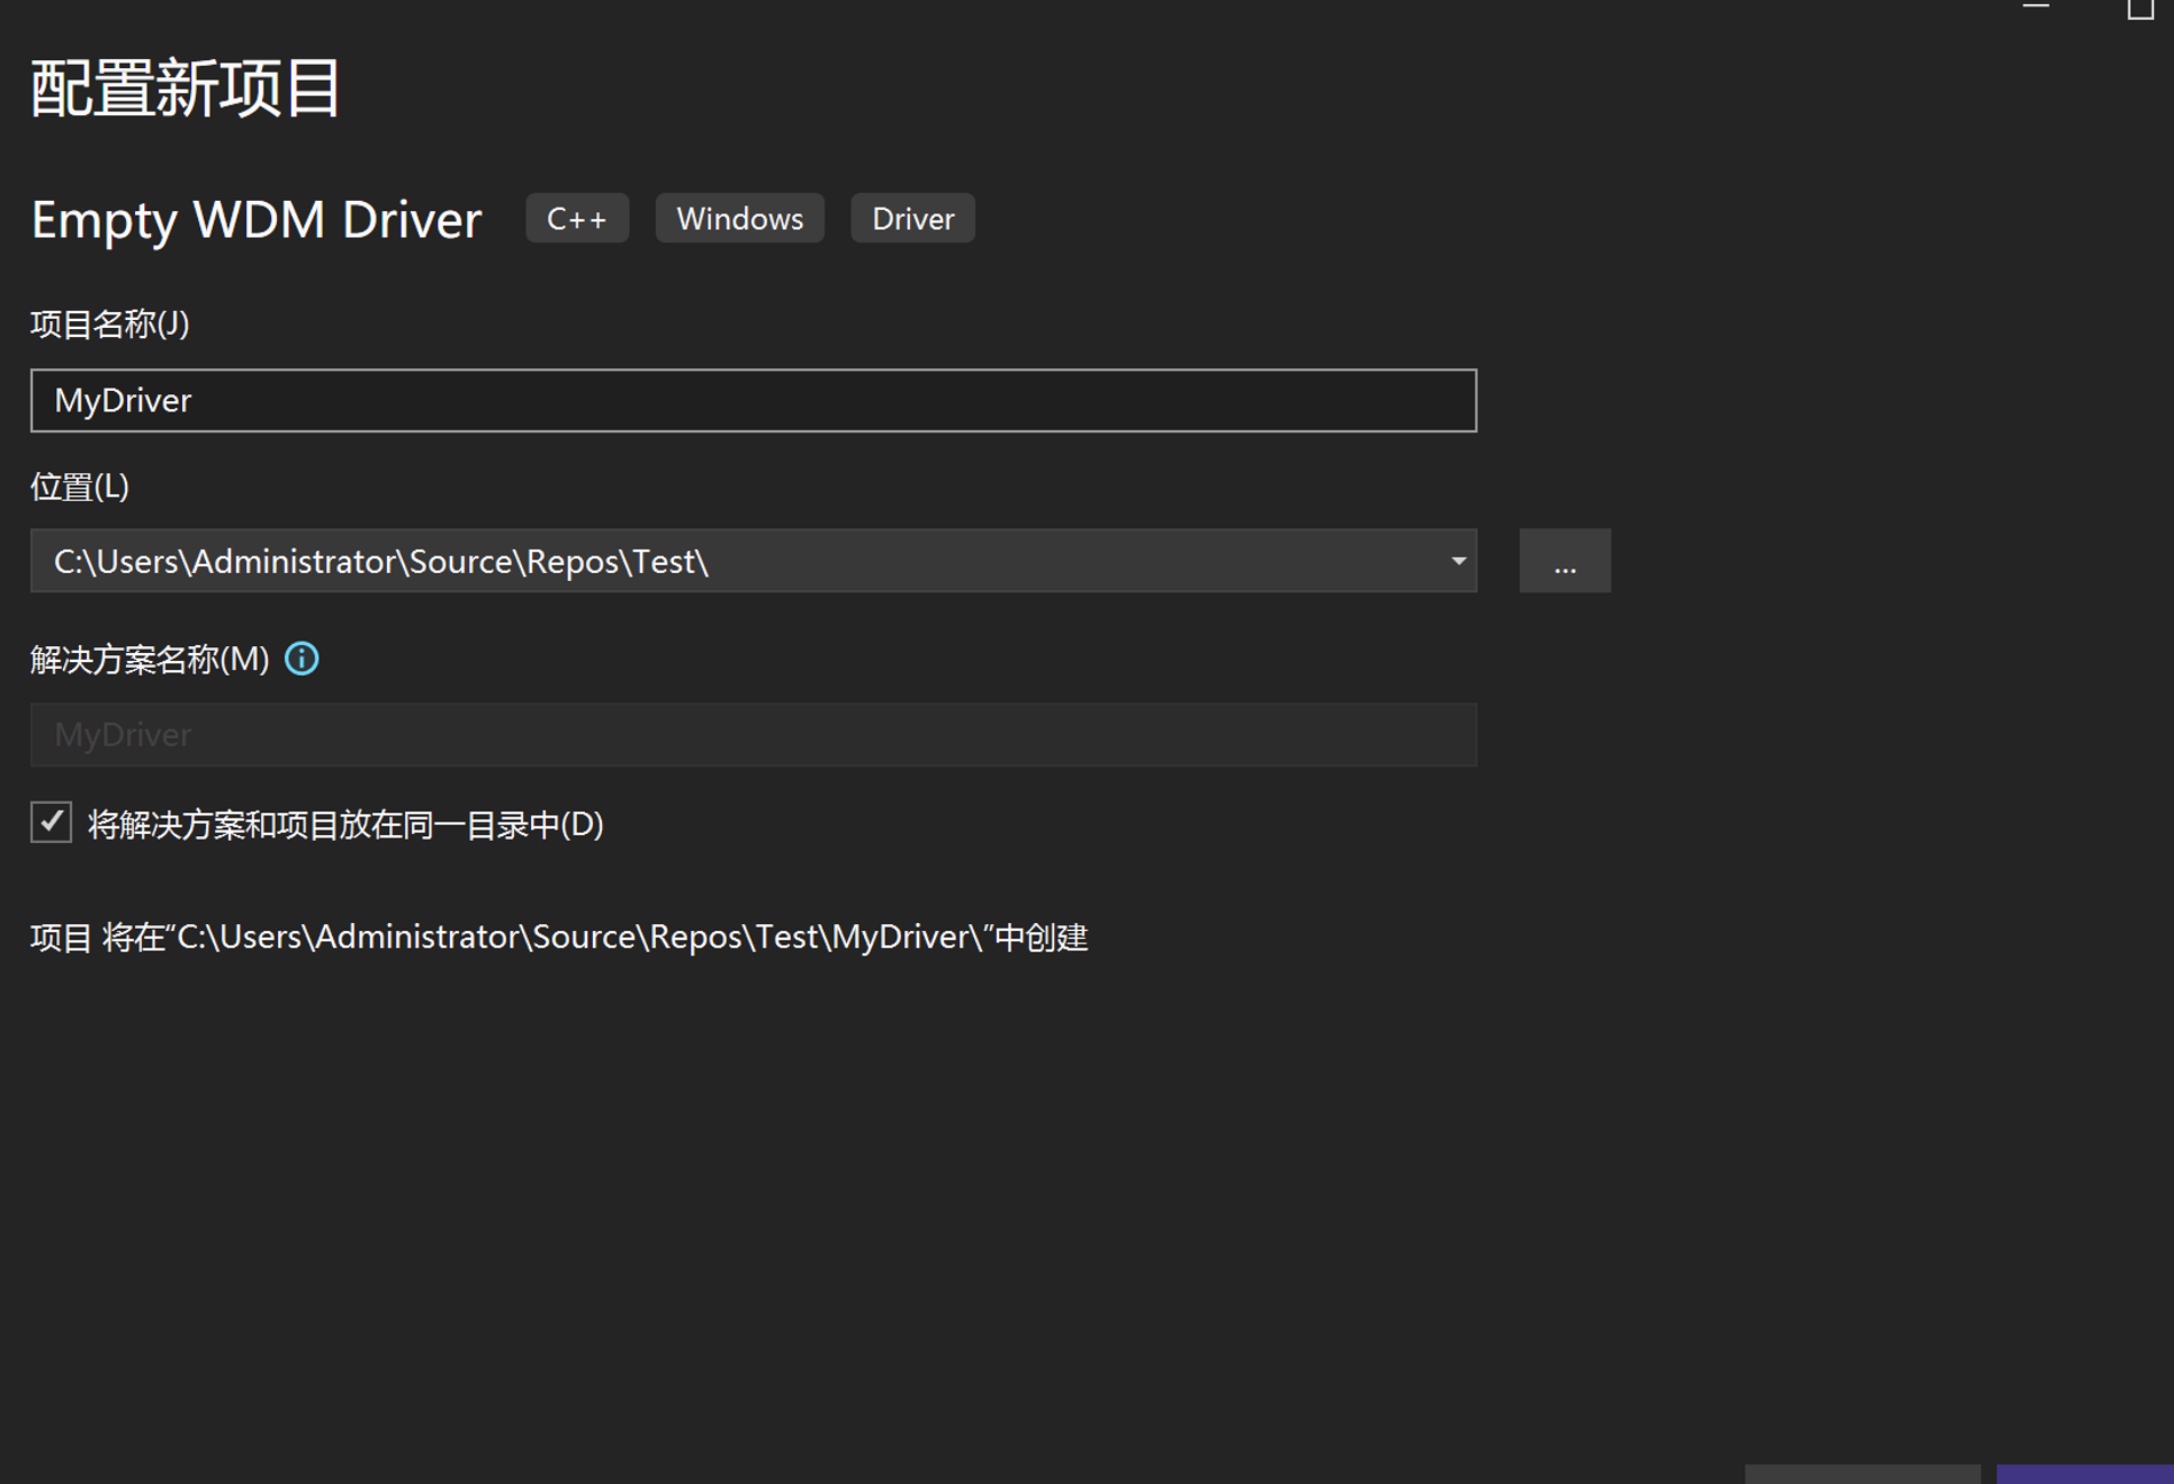 配置新项目
Empty WDM Driver C++ Windows Driver
项目名称(J)
MyDriver
位置(L)
C:\Users\Administrator\Source\Repos\Test\
...
解决方案名称(M)
MyDriver
将解决方案和项目放在同一目录中(D)
项目 将在“C:\Users\Administrator\Source\Repos\Test\MyDriver\”中创建